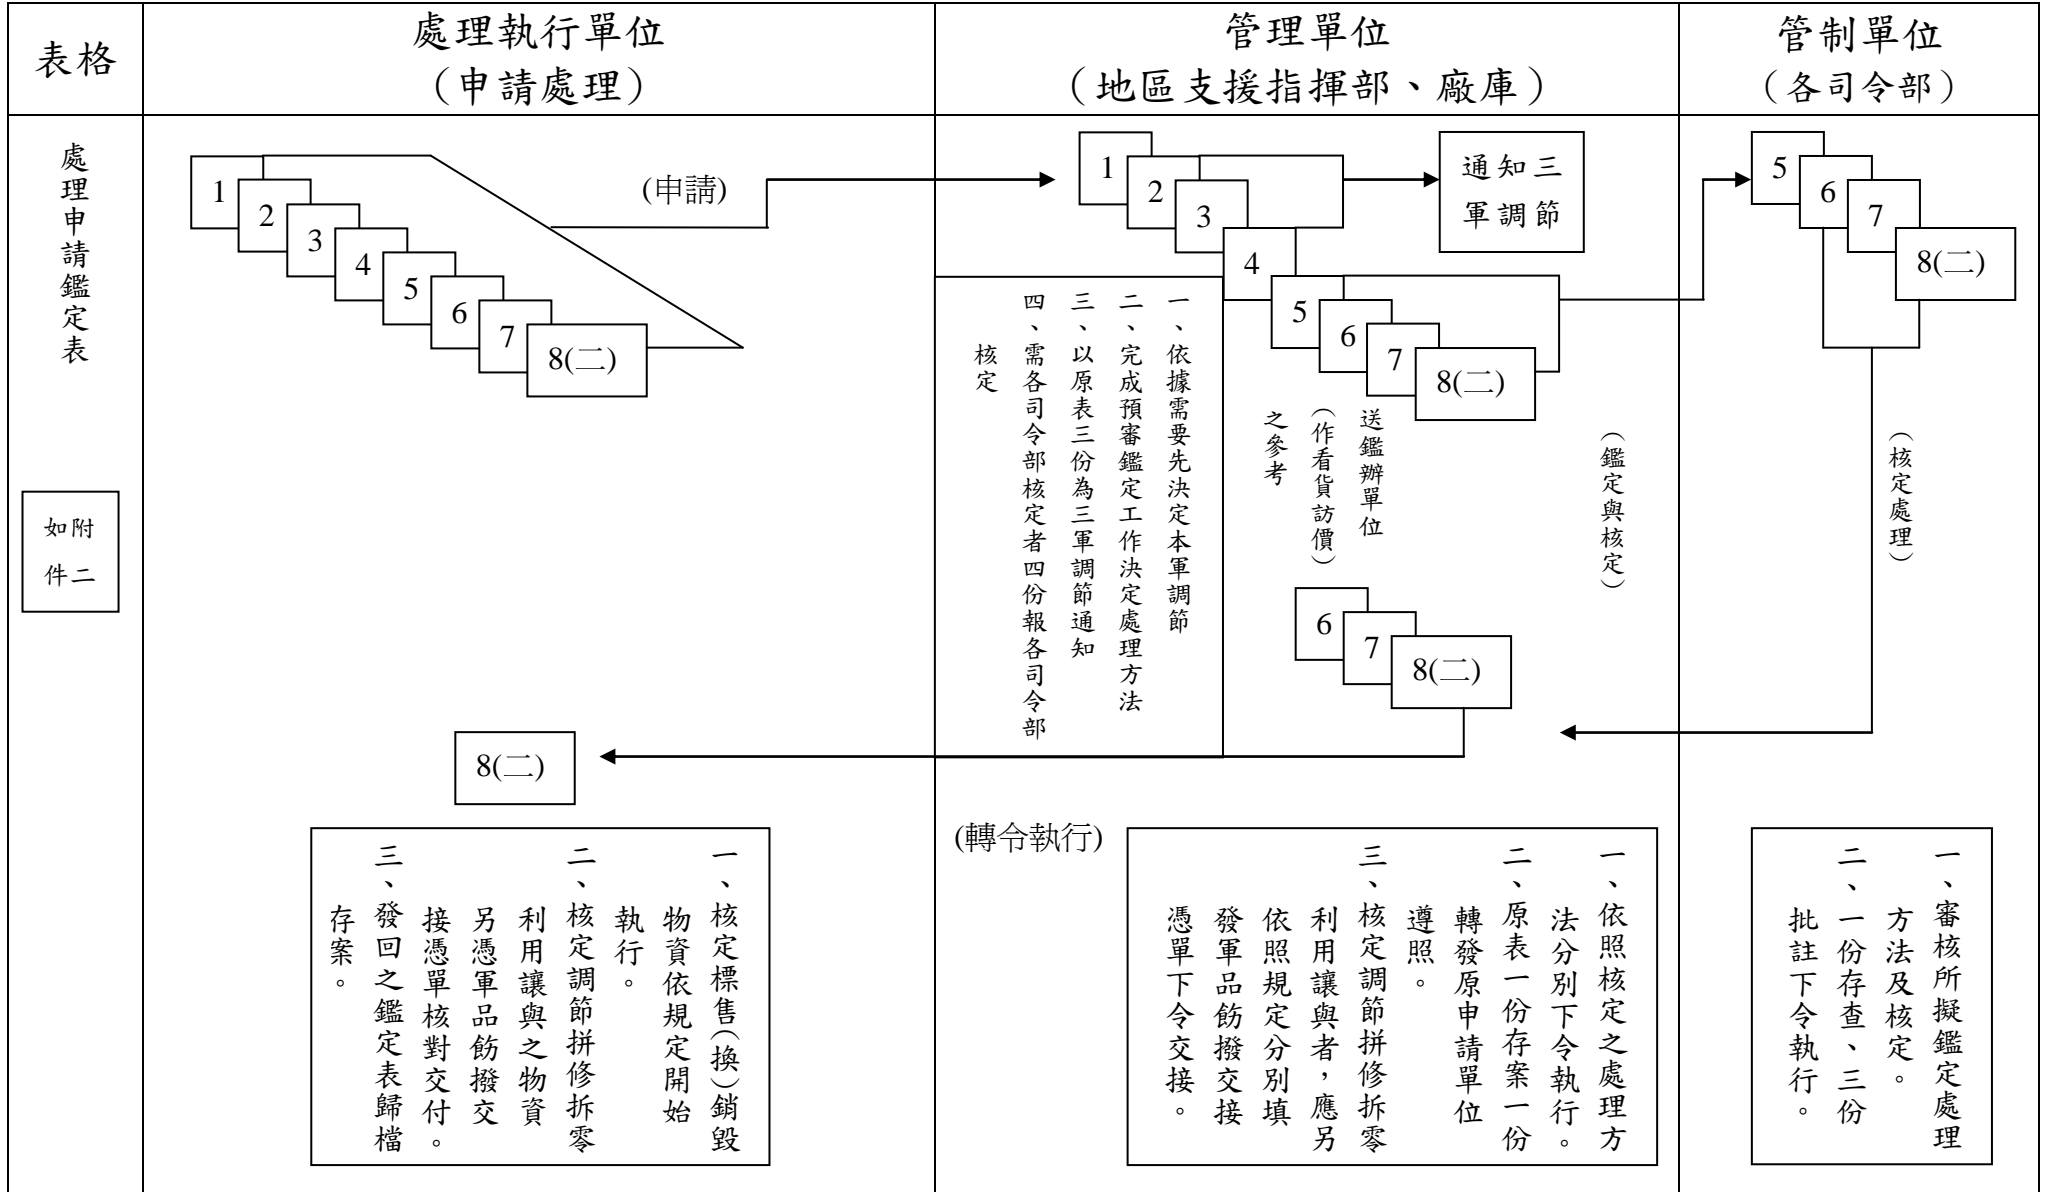 表格
處理執行單位
(申請處理)
管理單位
(地區支援指揮部、廠庫)
管制單位
(各司令部)
處理申請鑑定表
如附
件二
1
2
3
4
5
6
7
8(二)
(申請)
1
2
3
4
通知三
軍調節
5
6
7
8(二)
一、依據需要先決定本軍調節
二、完成預審鑑定工作決定處理方法
三、以原表三份為三軍調節通知
四、需各司令部核定者四份報各司令部
核定
送鑑辦單位
(作看貨訪價)
之參考
(鑑定與核定)
5
6
7
8(二)
(核定處理)
6
7
8(二)
8(二)
(轉令執行)
一、核定標售(換)銷毀
物資依規定開始
執行。
二、核定調節拼修拆零
利用讓與之物資
另憑軍品飭撥交
接憑單核對交付。
三、發回之鑑定表歸檔
存案。
一、依照核定之處理方
法分別下令執行。
二、原表一份存案一份
轉發原申請單位
遵照。
三、核定調節拼修拆零
利用讓與者,應另
依照規定分別填
發軍品飭撥交接
憑單下令交接。
一、審核所擬鑑定處理
方法及核定。
二、一份存查、三份
批註下令執行。